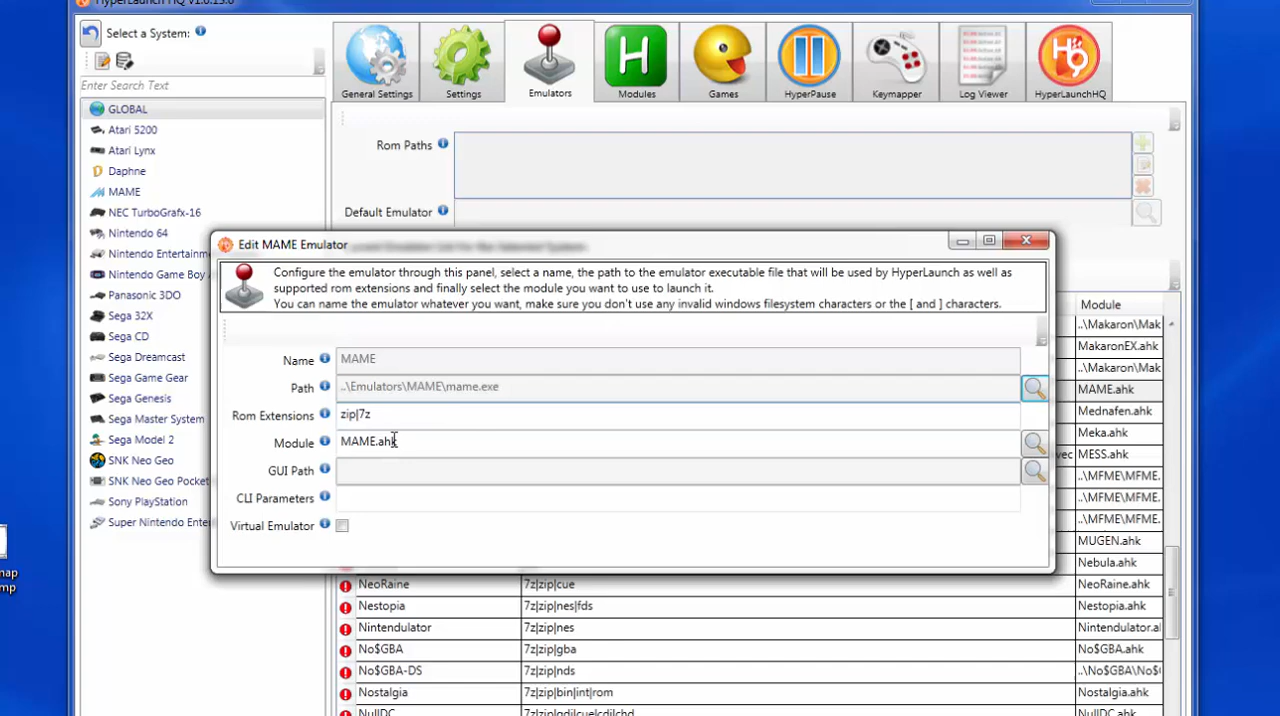 Select a System:
Enter Search Text
GLOBAL
Atari 5200
Atari Lynx
Daphne
MAME
NEC TurboGrafx-16
Nintendo 64
Nintendo Entertainm
Nintendo Game Boy
Panasonic 3DO
Sega 32X
Sega CD
Sega Dreamcast
Sega Game Gear
Sega Genesis
Sega Master System
Sega Model 2
SNK Neo Geo
SNK Neo Geo Pocket
Sony PlayStation
Super Nintendo Ente
General Settings
Settings
Emulators
Modules
Games
HyperPause
Keymapper
Log Viewer
HyperLaunchHQ
Rom Paths
Default Emulator
Edit MAME Emulator
Configure the emulator through this panel, select a name, the path to the emulator executable file that will be used by HyperLaunch as well as
supported rom extensions and finally select the module you want to use to launch it.
You can name the emulator whatever you want, make sure you don't use any invalid windows filesystem characters or the [ and ] characters.
Name MAME
Path ..\Emulators\MAME\mame.exe
Rom Extensions zip|7z
Module MAME.ahk
GUI Path
CLI Parameters
Virtual Emulator
Module
..\Makaron\Mak
MakaronEX.ahk
..\Makaron\Mak
MAME.ahk
Mednafen.ahk
Meka.ahk
vec MESS.ahk
..\MFME\MFME.
..\MFME\MFME.
..\MFME\MFME.
MUGEN.ahk
Nebula.ahk
NeoRaine 7z|zip|cue NeoRaine.ahk
Nestopia 7z|zip|nes|fds Nestopia.ahk
Nintendulator 7z|zip|nes Nintendulator.al
No$GBA 7z|zip|gba No$GBA.ahk
No$GBA-DS 7z|zip|nds ..\No$GBA\No$
Nostalgia 7z|zip|bin|int|rom Nostalgia.ahk
map
mp